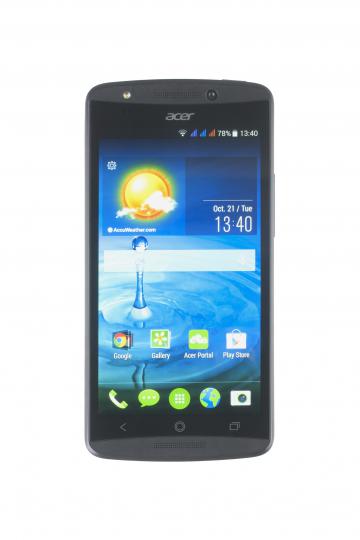 acer
78% 13:40
Oct. 21 / Tue
13:40
AccuWeather.com
Google Gallery Acer Portal Play Store